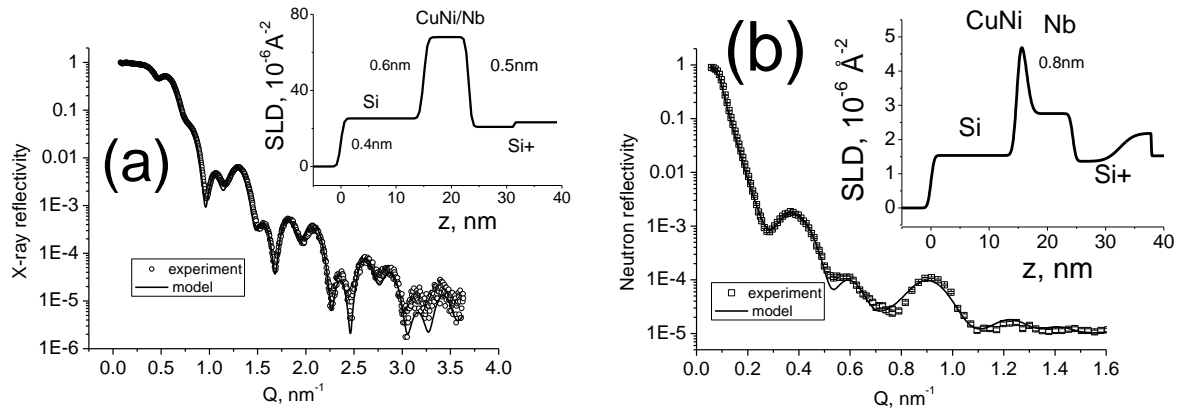 (a)
X-ray reflectivity
1
0.1
0.01
1E-3
1E-4
1E-5
1E-6
0.0 0.5 1.0 1.5 2.0 2.5 3.0 3.5 4.0
Q, nm⁻¹
experiment
model
SLD, 10⁻⁶A⁻²
80
40
0
0 10 20 30 40
z, nm
CuNi/Nb
0.6nm
0.5nm
Si
0.4nm
Si+
(b)
Neutron reflectivity
1
0.1
0.01
1E-3
1E-4
1E-5
0.0 0.2 0.4 0.6 0.8 1.0 1.2 1.4 1.6
Q, nm⁻¹
experiment
model
SLD, 10⁻⁶ Å⁻²
5
4
3
2
1
0
0 10 20 30 40
z, nm
CuNi Nb
0.8nm
Si
Si+